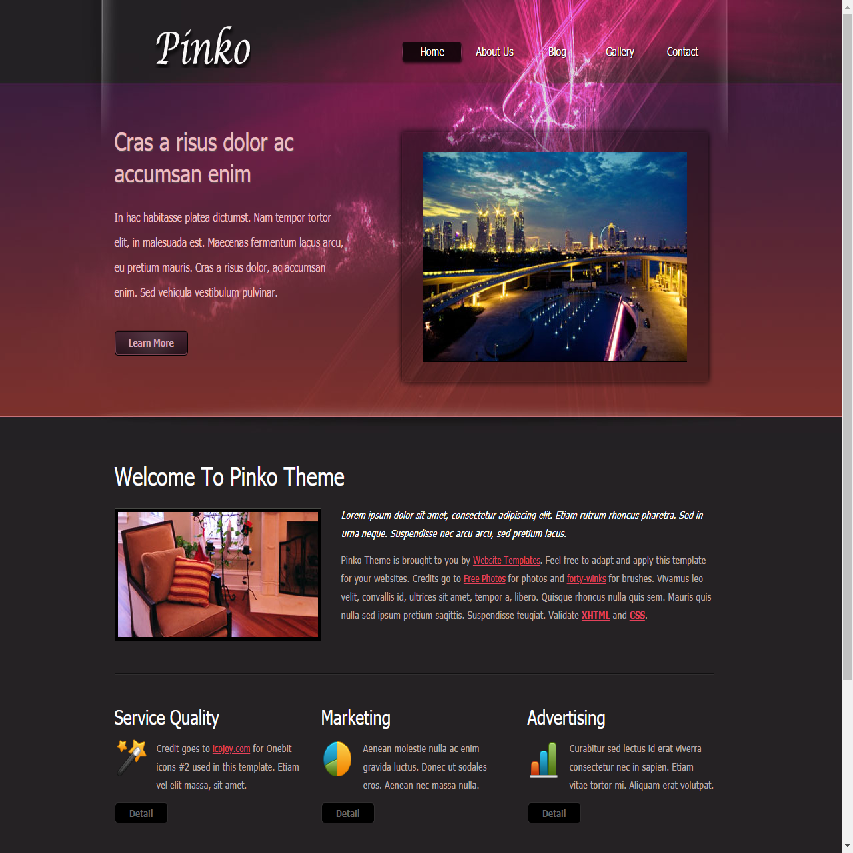 Pinko
Home About Us Blog Gallery Contact
Cras a risus dolor ac
accumsan enim
In hac habitasse platea dictumst. Nam tempor tortor
elit, in malesuada est. Maecenas fermentum lacus arcu,
eu pretium mauris. Cras a risus dolor, ac accumsan
enim. Sed vehicula vestibulum pulvinar.
Learn More
Welcome To Pinko Theme
Lorem ipsum dolor sit amet, consectetur adipiscing elit. Etiam rutrum rhoncus pharetra. Sed in
urna neque. Suspendisse nec arcu arcu, sed pretium lacus.
Pinko Theme is brought to you by Website Templates. Feel free to adapt and apply this template
for your websites. Credits go to Free Photos for photos and forty-winks for brushes. Vivamus leo
velit, convallis id, ultrices sit amet, tempor a, libero. Quisque rhoncus nulla quis sem. Mauris quis
nulla sed ipsum pretium sagittis. Suspendisse feugiat. Validate XHTML and CSS.
Service Quality
Credit goes to icojoy.com for Onebit
icons #2 used in this template. Etiam
vel elit massa, sit amet.
Detail
Marketing
Aenean molestie nulla ac enim
gravida luctus. Donec ut sodales
eros. Aenean nec massa nulla.
Detail
Advertising
Curabitur sed lectus id erat viverra
consectetur nec in sapien. Etiam
vitae tortor mi. Aliquam erat volutpat.
Detail